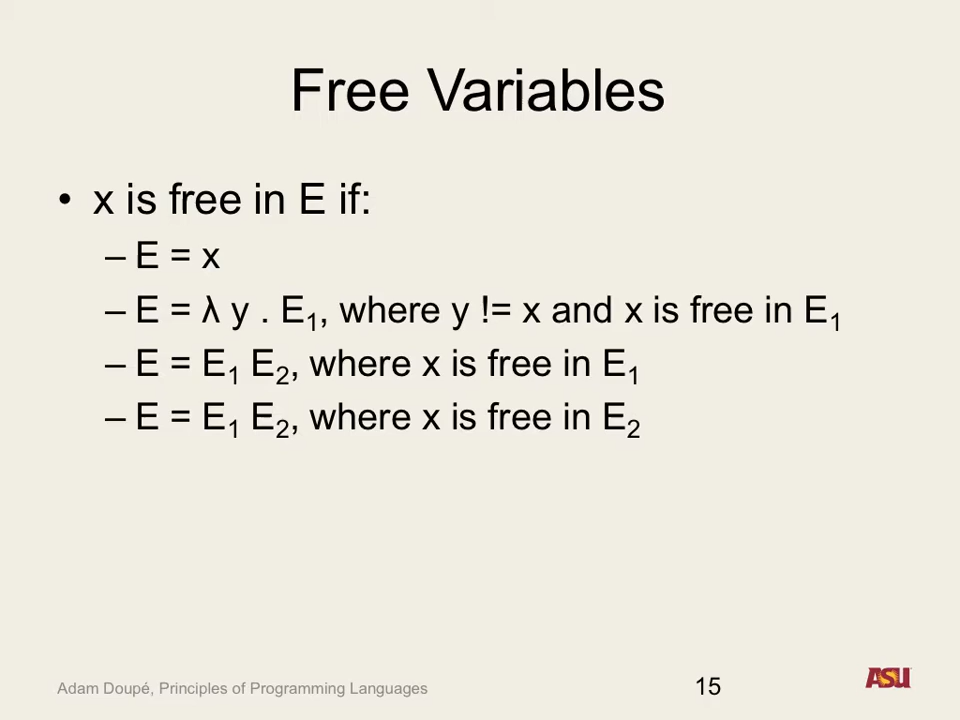 Free Variables
• x is free in E if:
– E = x
– E = λ y . E₁, where y != x and x is free in E₁
– E = E₁ E₂, where x is free in E₁
– E = E₁ E₂, where x is free in E₂
Adam Doupé, Principles of Programming Languages
15
ASU